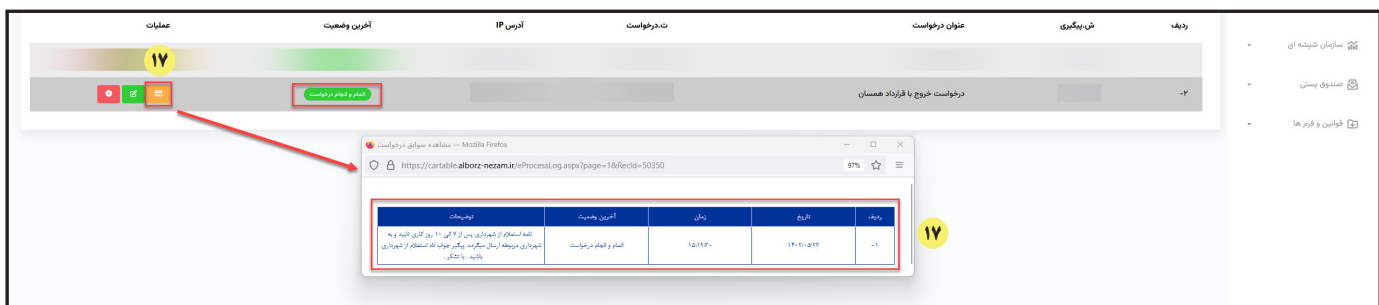 ردیف ش.پیگیری عنوان درخواست ت.درخواست آدرس IP آخرین وضعیت عملیات
سازمان شیشه ای
۱۷
صندوق پستی
۲- درخواست خروج با قرارداد همسان اتمام و انجام درخواست
قوانین و فرم ها
مشاهده سوابق درخواست — Mozilla Firefox
https://cartable.alborz-nezam.ir/eProcessLog.aspx?page=1&RecId=50350 97%
ردیف تاریخ زمان آخرین وضعیت توضیحات
۱- ۱۴۰۲/۰۵/۲۳ ۱۵:۱۹:۲۰ اتمام و انجام درخواست نامه استعلام از شهرداری پس از ۷ الی ۱۰ روز کاری تایید و به
شهرداری مربوطه ارسال میگردد. پیگیر جواب نامه استعلام از شهرداری
باشید . با تشکر .
۱۷